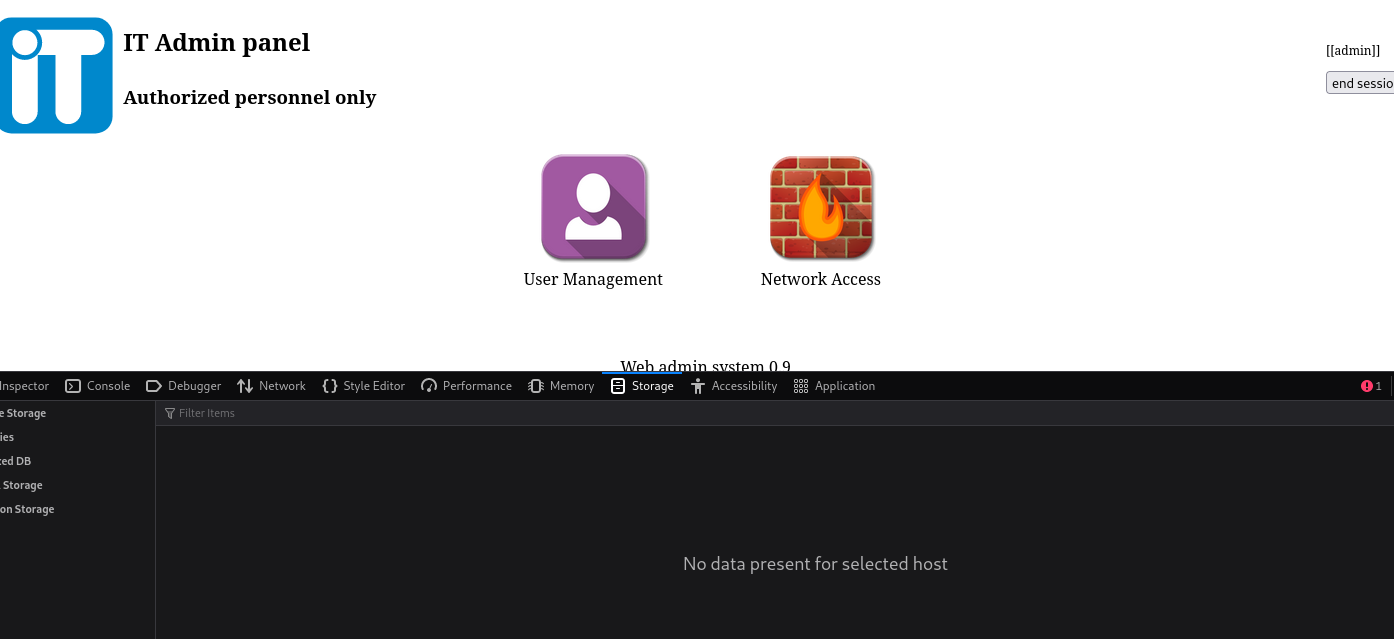 iT
IT Admin panel
[[admin]]
end sessio
Authorized personnel only
User Management
Network Access
Web admin system 0.9
Inspector
Console
Debugger
Network
Style Editor
Performance
Memory
Storage
Accessibility
Application
1
e Storage
Filter Items
ies
ed DB
Storage
on Storage
No data present for selected host